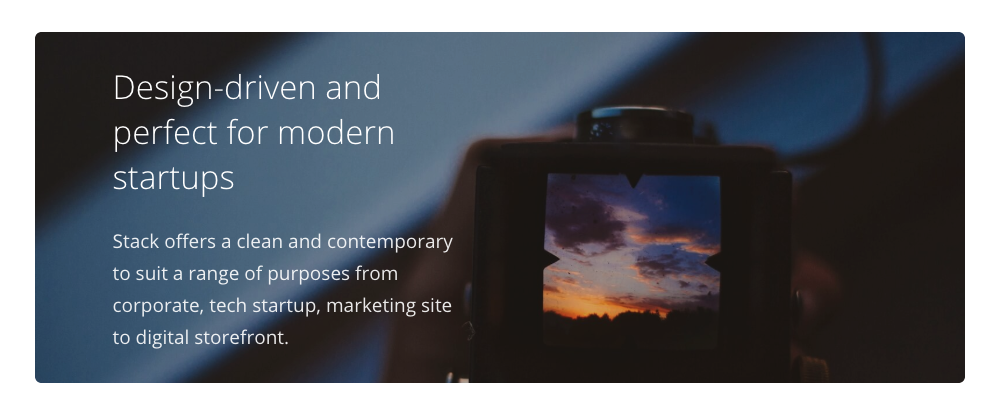 Design-driven and
perfect for modern
startups
Stack offers a clean and contemporary
to suit a range of purposes from
corporate, tech startup, marketing site
to digital storefront.